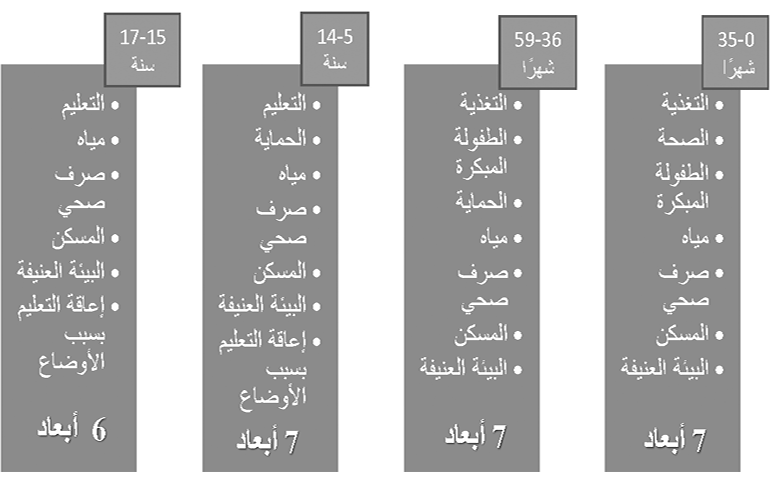 35-0
شهرًا
• التغذية
• الصحة
• الطفولة
المبكرة
• مياه
• صرف
صحي
• المسكن
• البيئة العنيفة
7 أبعاد
59-36
شهرًا
• التغذية
• الطفولة
المبكرة
• الحماية
• مياه
• صرف
صحي
• المسكن
• البيئة العنيفة
7 أبعاد
14-5
سنة
• التعليم
• الحماية
• مياه
• صرف
صحي
• المسكن
• البيئة العنيفة
• إعاقة التعليم
بسبب
الأوضاع
7 أبعاد
17-15
سنة
• التعليم
• مياه
• صرف
صحي
• المسكن
• البيئة العنيفة
• إعاقة التعليم
بسبب
الأوضاع
6 أبعاد